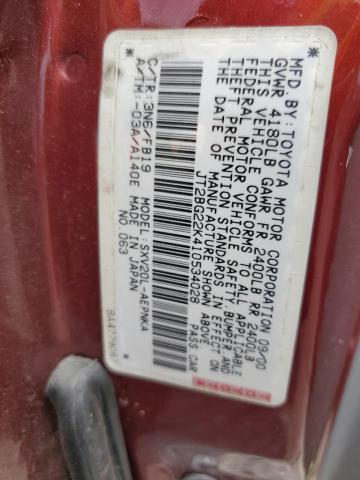 MFD. BY: TOYOTA MOTOR CORPORATION 09/00
GVWR 4180LB GAWR FR 2400LB RR 2400LB
THIS VEHICLE CONFORMS TO ALL APPLICABLE
FEDERAL MOTOR VEHICLE SAFETY, BUMPER AND
THEFT PREVENTION STANDARDS IN EFFECT ON
THE DATE OF MANUFACTURE SHOWN ABOVE.
JT2BG22K410534028 PASS CAR
C/TR: 3N6/FB19 MODEL: SXV20L-AEPNKA
A/TM: -03A/A140E MADE IN JAPAN
NO. 063
TOYOTA